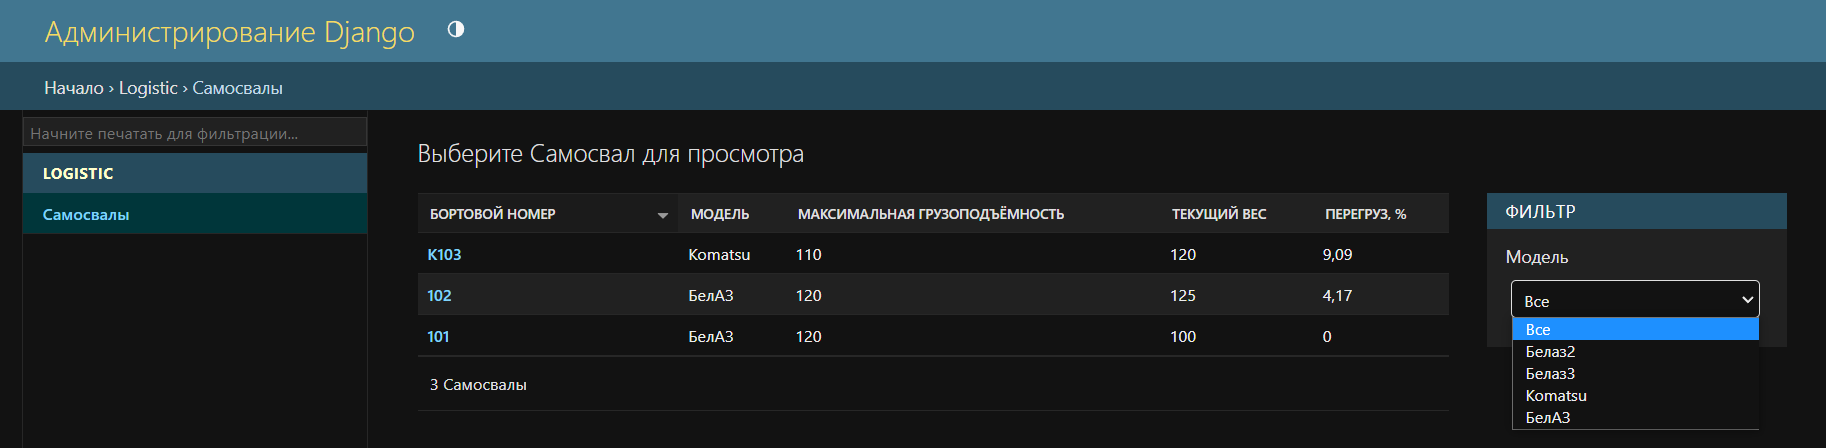 Администрирование Django
Начало › Logistic › Самосвалы
Начните печатать для фильтрации...
LOGISTIC
Самосвалы
Выберите Самосвал для просмотра
БОРТОВОЙ НОМЕР МОДЕЛЬ МАКСИМАЛЬНАЯ ГРУЗОПОДЪЁМНОСТЬ ТЕКУЩИЙ ВЕС ПЕРЕГРУЗ, %
K103 Komatsu 110 120 9,09
102 БелАЗ 120 125 4,17
101 БелАЗ 120 100 0
3 Самосвалы
ФИЛЬТР
Модель
Все
Все
Белаз2
Белаз3
Komatsu
БелАЗ